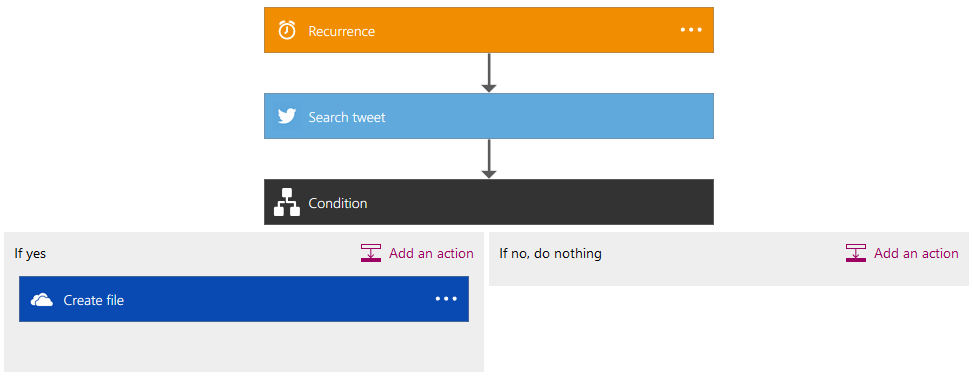 Recurrence
Search tweet
Condition
If yes
Add an action
If no, do nothing
Add an action
Create file